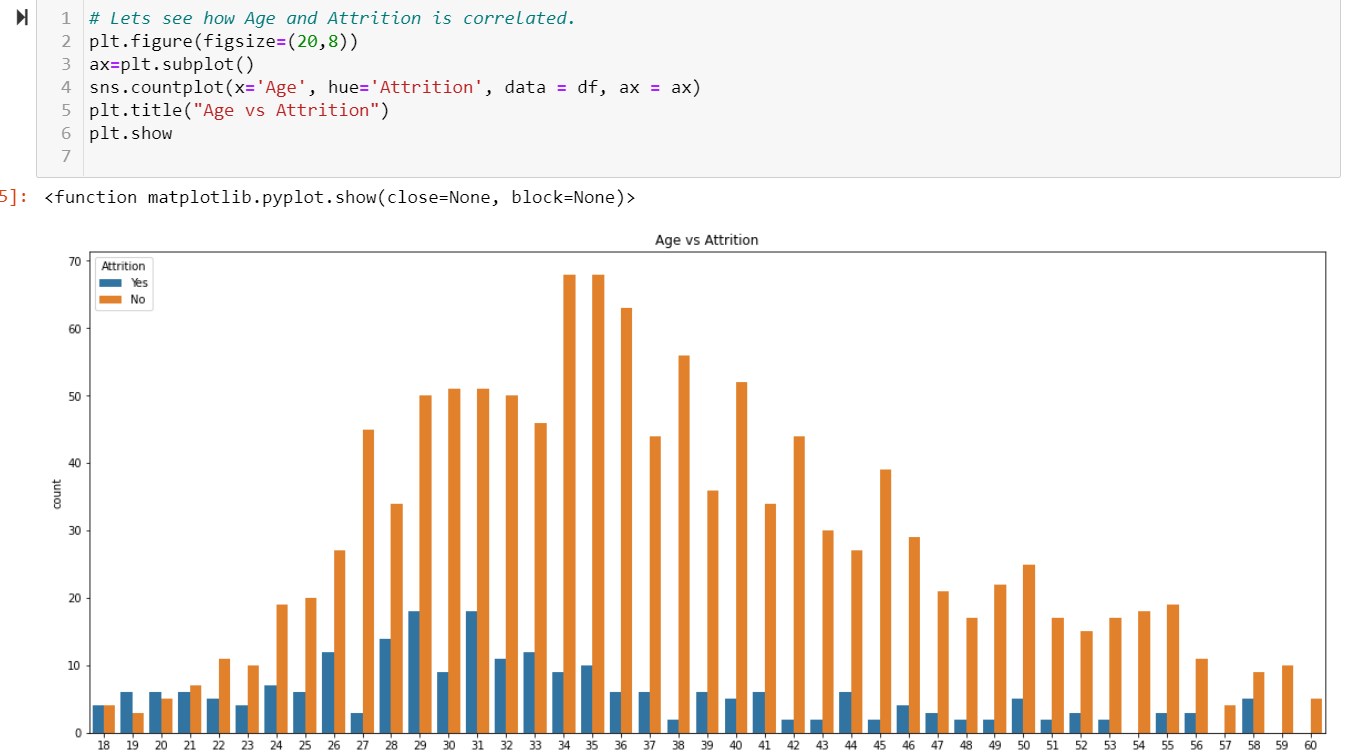 1 # Lets see how Age and Attrition is correlated.
2 plt.figure(figsize=(20,8))
3 ax=plt.subplot()
4 sns.countplot(x='Age', hue='Attrition', data = df, ax = ax)
5 plt.title("Age vs Attrition")
6 plt.show
7
5]: <function matplotlib.pyplot.show(close=None, block=None)>
Age vs Attrition
Attrition
Yes
No
70
60
50
40
30
20
10
0
count
18 19 20 21 22 23 24 25 26 27 28 29 30 31 32 33 34 35 36 37 38 39 40 41 42 43 44 45 46 47 48 49 50 51 52 53 54 55 56 57 58 59 60